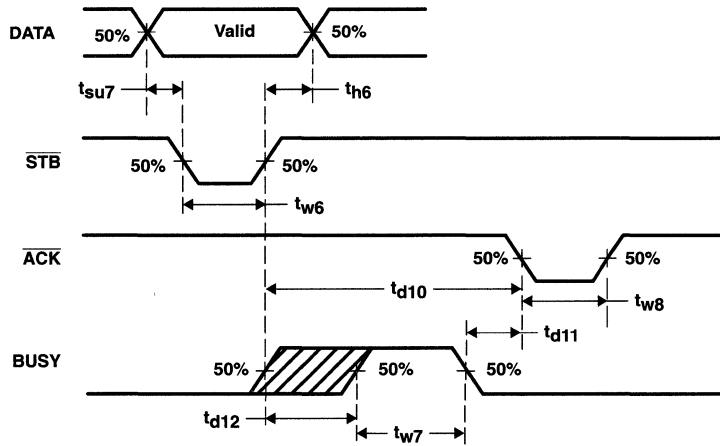 DATA 50% Valid 50%
tsu7 th6
STB 50% 50%
tw6
ACK 50% 50%
td10 tw8
td11
BUSY 50% 50% 50%
td12 tw7